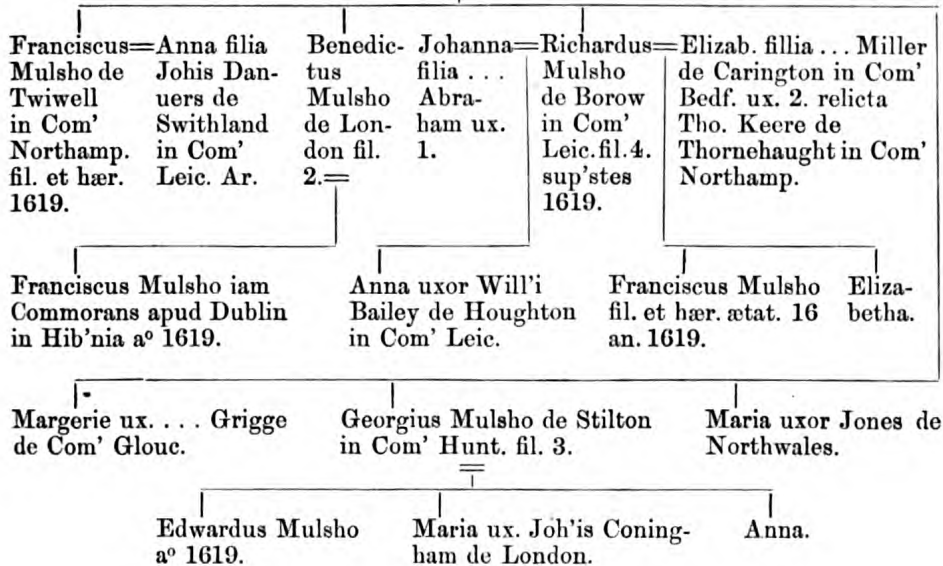 Franciscus=Anna filia
Mulsho de Johis Dan-
Twiwell uers de
in Com' Swithland
Northamp. in Com'
fil. et hær. Leic. Ar.
1619.
Benedic-
tus
Mulsho
de Lon-
don fil.
2.=
Johanna=Richardus=Elizab. fillia ... Miller
filia ... Mulsho de Carington in Com'
Abra- de Borow Bedf. ux. 2. relicta
ham ux. in Com' Tho. Keere de
1. Leic. fil. 4. Thornehaught in Com'
sup'stes Northamp.
1619.
Franciscus Mulsho iam
Commorans apud Dublin
in Hib'nia aº 1619.
Anna uxor Will'i
Bailey de Houghton
in Com' Leic.
Franciscus Mulsho
fil. et hær. ætat. 16
an. 1619.
Eliza-
betha.
Margerie ux. . . . Grigge
de Com' Glouc.
Georgius Mulsho de Stilton
in Com' Hunt. fil. 3.
=
Maria uxor Jones de
Northwales.
Edwardus Mulsho
aº 1619.
Maria ux. Joh'is Coning-
ham de London.
Anna.